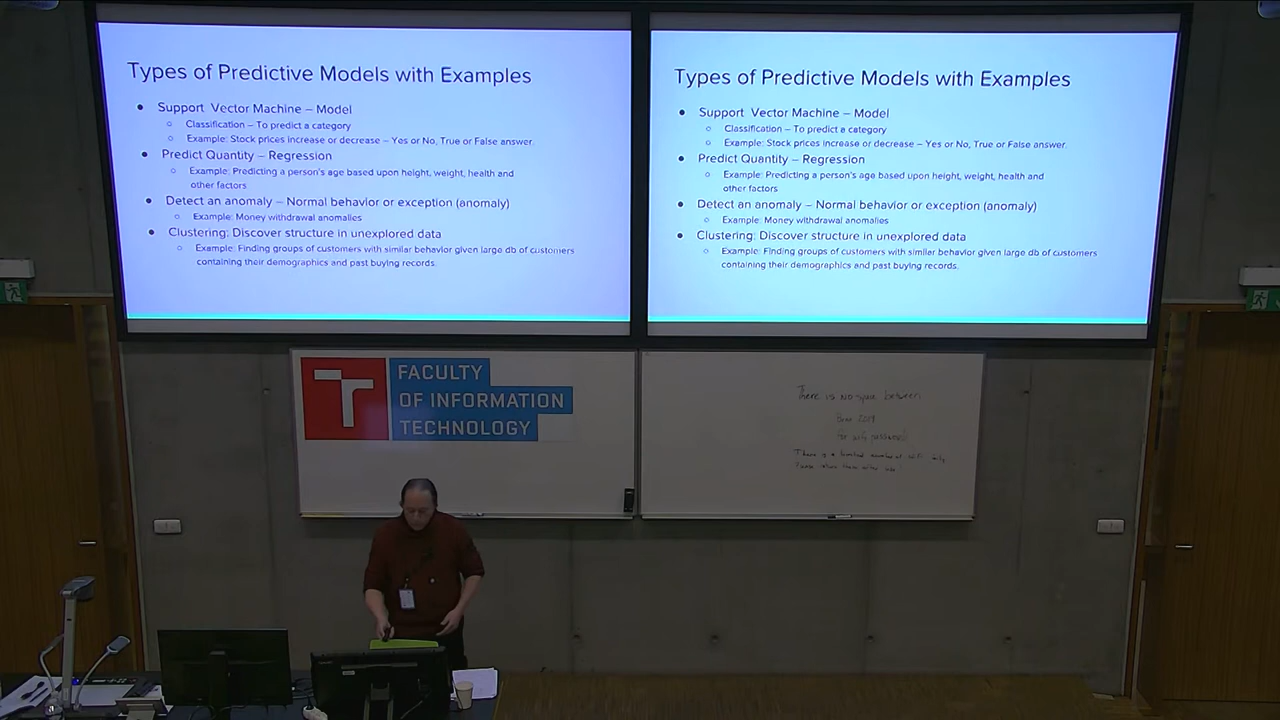 Types of Predictive Models with Examples
● Support Vector Machine – Model
○ Classification – To predict a category
○ Example: Stock prices increase or decrease – Yes or No, True or False answer.
● Predict Quantity – Regression
○ Example: Predicting a person's age based upon height, weight, health and
other factors
● Detect an anomaly – Normal behavior or exception (anomaly)
○ Example: Money withdrawal anomalies
● Clustering: Discover structure in unexplored data
○ Example: Finding groups of customers with similar behavior given large db of customers
containing their demographics and past buying records.
Types of Predictive Models with Examples
● Support Vector Machine – Model
○ Classification – To predict a category
○ Example: Stock prices increase or decrease – Yes or No, True or False answer.
● Predict Quantity – Regression
○ Example: Predicting a person's age based upon height, weight, health and
other factors
● Detect an anomaly – Normal behavior or exception (anomaly)
○ Example: Money withdrawal anomalies
● Clustering: Discover structure in unexplored data
○ Example: Finding groups of customers with similar behavior given large db of customers
containing their demographics and past buying records.
FACULTY
OF INFORMATION
TECHNOLOGY
There is no between
There is a limited number of